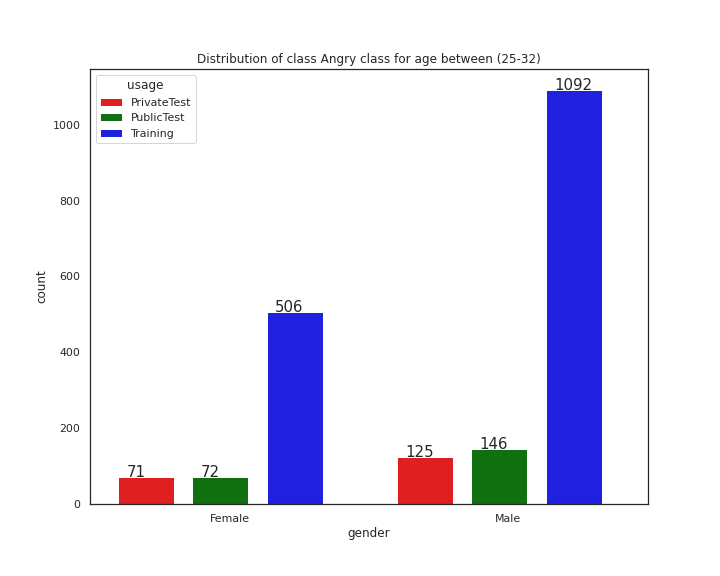 Distribution of class Angry class for age between (25-32)
usage
PrivateTest
PublicTest
Training
count
1000
800
600
400
200
0
71
72
506
125
146
1092
Female
Male
gender